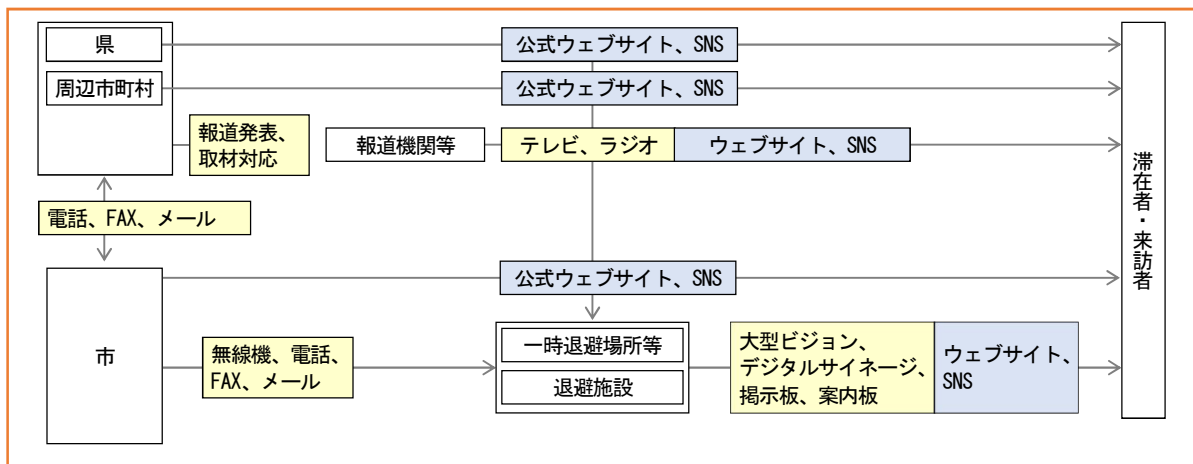 県
公式ウェブサイト、SNS
周辺市町村
公式ウェブサイト、SNS
報道発表、
取材対応
報道機関等
テレビ、ラジオ
ウェブサイト、SNS
滞在者・来訪者
電話、FAX、メール
公式ウェブサイト、SNS
市
無線機、電話、
FAX、メール
一時退避場所等
退避施設
大型ビジョン、
デジタルサイネージ、
掲示板、案内板
ウェブサイト、
SNS